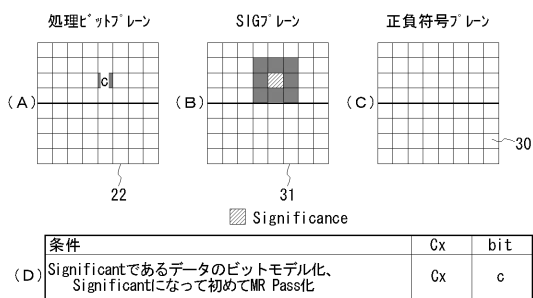 処理ビットプレーン SIGプレーン 正負符号プレーン
(A) c (B) (C)
22 31 30
Significance
条件 Cx bit
(D) Significantであるデータのビットモデル化、 Cx c
Significantになって初めてMR Pass化